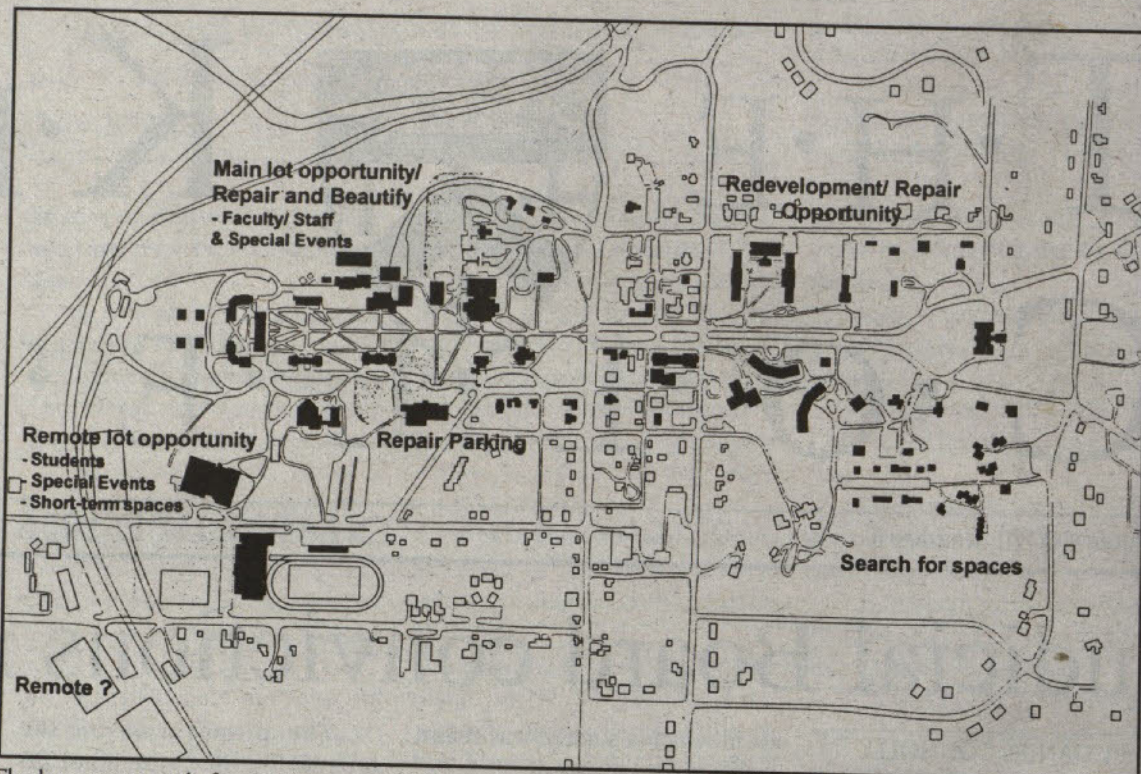 Main lot opportunity/
Repair and Beautify
- Faculty/ Staff
& Special Events
Redevelopment/ Repair
Opportunity
Remote lot opportunity
- Students
- Special Events
- Short-term spaces
Repair Parking
Search for spaces
Remote ?